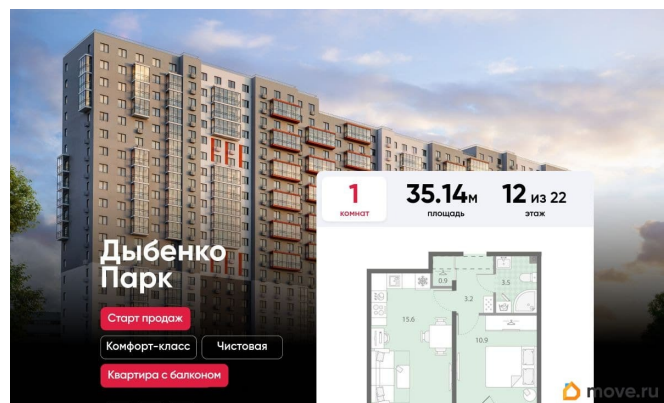 1
комнат
35.14м
площадь
12 из 22
этаж
Дыбенко
Парк
Старт продаж
Комфорт-класс
Чистовая
Квартира с балконом
0.9
3.5
3.2
15.6
10.9
move.ru